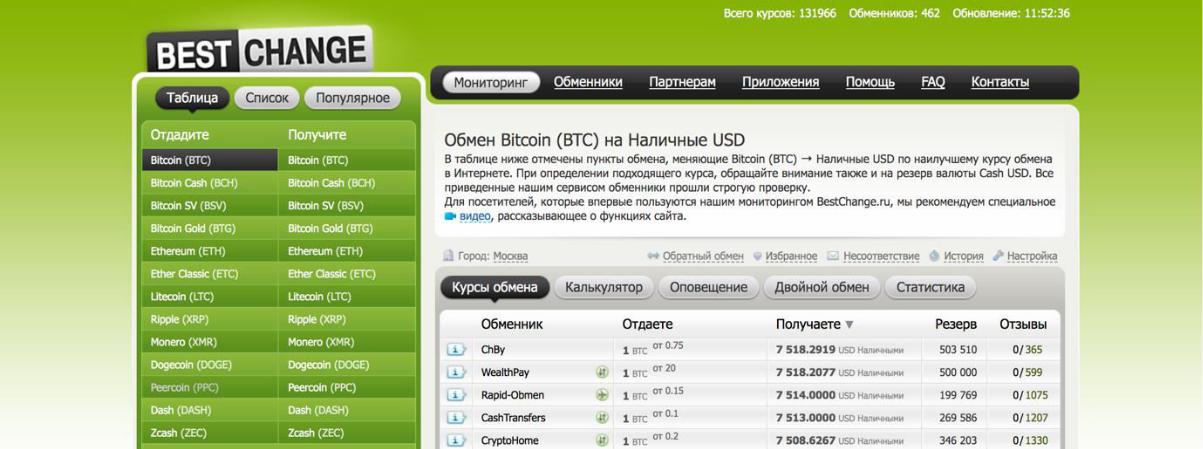 Всего курсов: 131966 Обменников: 462 Обновление: 11:52:36
BEST CHANGE
Мониторинг Обменники Партнерам Приложения Помощь FAQ Контакты
Таблица Список Популярное
Отдадите Получите
Bitcoin (BTC) Bitcoin (BTC)
Bitcoin Cash (BCH) Bitcoin Cash (BCH)
Bitcoin SV (BSV) Bitcoin SV (BSV)
Bitcoin Gold (BTG) Bitcoin Gold (BTG)
Ethereum (ETH) Ethereum (ETH)
Ether Classic (ETC) Ether Classic (ETC)
Litecoin (LTC) Litecoin (LTC)
Ripple (XRP) Ripple (XRP)
Monero (XMR) Monero (XMR)
Dogecoin (DOGE) Dogecoin (DOGE)
Peercoin (PPC) Peercoin (PPC)
Dash (DASH) Dash (DASH)
Zcash (ZEC) Zcash (ZEC)
Обмен Bitcoin (BTC) на Наличные USD
В таблице ниже отмечены пункты обмена, меняющие Bitcoin (BTC) → Наличные USD по наилучшему курсу обмена
в Интернете. При определении подходящего курса, обращайте внимание также и на резерв валюты Cash USD. Все
приведенные нашим сервисом обменники прошли строгую проверку.
Для посетителей, которые впервые пользуются нашим мониторингом BestChange.ru, мы рекомендуем специальное
видео, рассказывающее о функциях сайта.
Город: Москва Обратный обмен Избранное Несоответствие История Настройка
Курсы обмена Калькулятор Оповещение Двойной обмен Статистика
Обменник Отдаете Получаете ▼ Резерв Отзывы
ChBy 1 BTC от 0.75 7 518.2919 USD Наличными 503 510 0/365
WealthPay 1 BTC от 20 7 518.2077 USD Наличными 500 000 0/599
Rapid-Obmen 1 BTC от 0.15 7 514.0000 USD Наличными 199 769 0/1075
CashTransfers 1 BTC от 0.1 7 513.0000 USD Наличными 269 586 0/1207
CryptoHome 1 BTC от 0.2 7 508.6267 USD Наличными 346 203 0/1330